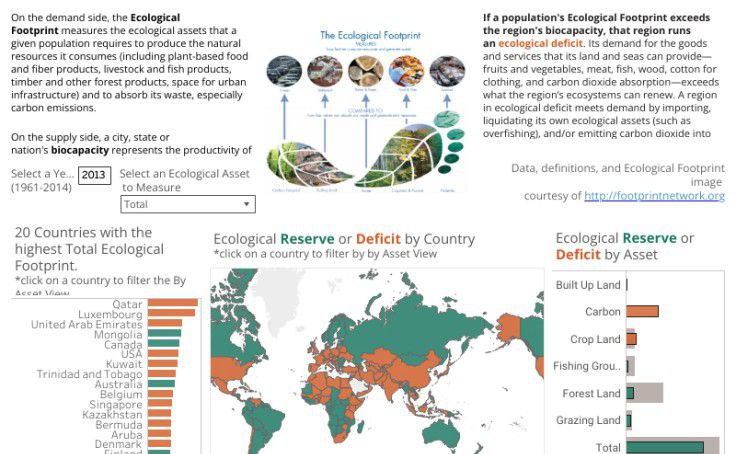 On the demand side, the Ecological
Footprint measures the ecological assets that a
given population requires to produce the natural
resources it consumes (including plant-based food
and fiber products, livestock and fish products,
timber and other forest products, space for urban
infrastructure) and to absorb its waste, especially
carbon emissions.
On the supply side, a city, state or
nation's biocapacity represents the productivity of
The Ecological Footprint
MEASURES
COMPARED TO
If a population's Ecological Footprint exceeds
the region's biocapacity, that region runs
an ecological deficit. Its demand for the goods
and services that its land and seas can provide—
fruits and vegetables, meat, fish, wood, cotton for
clothing, and carbon dioxide absorption—exceeds
what the region's ecosystems can renew. A region
in ecological deficit meets demand by importing,
liquidating its own ecological assets (such as
overfishing), and/or emitting carbon dioxide into
Select a Ye...
(1961-2014)
2013
Select an Ecological Asset
to Measure
Total
Data, definitions, and Ecological Footprint
image
courtesy of http://footprintnetwork.org
20 Countries with the
highest Total Ecological
Footprint.
*click on a country to filter the By
Asset View
Qatar
Luxembourg
United Arab Emirates
Mongolia
Canada
USA
Kuwait
Trinidad and Tobago
Australia
Belgium
Singapore
Kazakhstan
Bermuda
Aruba
Denmark
Finland
Ecological Reserve or Deficit by Country
*click on a country to filter by by Asset View
Ecological Reserve or
Deficit by Asset
Built Up Land
Carbon
Crop Land
Fishing Grou..
Forest Land
Grazing Land
Total